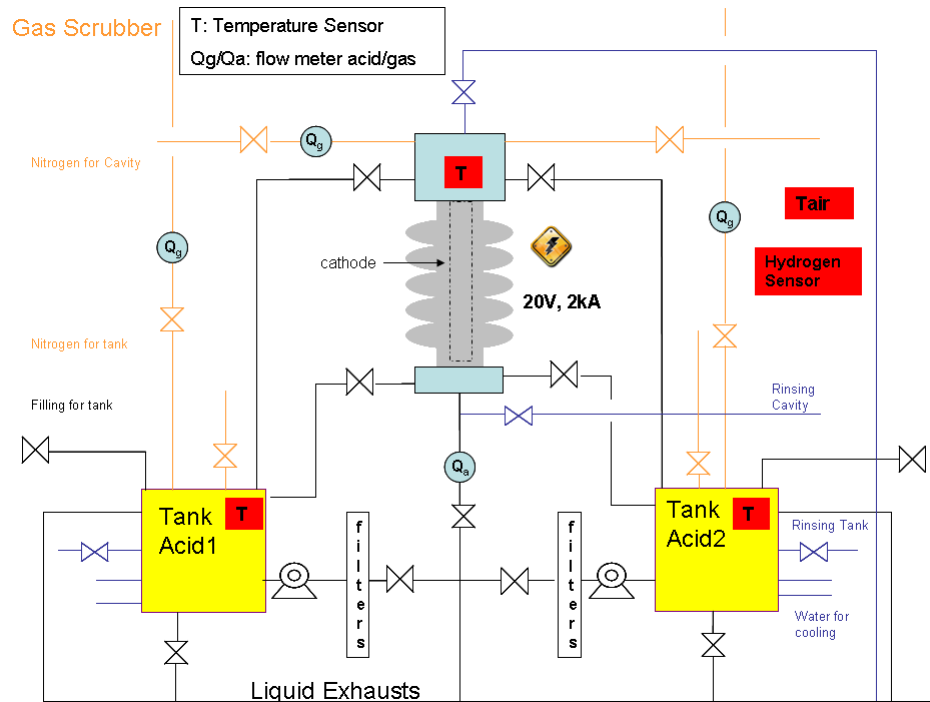 Gas Scrubber
T: Temperature Sensor
Qg/Qa: flow meter acid/gas
Qg
Nitrogen for Cavity
T
Tair
Qg
Qg
cathode
Hydrogen
Sensor
20V, 2kA
Nitrogen for tank
Filling for tank
Rinsing
Cavity
Qa
Tank
Acid1
T
filters
filters
Tank
Acid2
T
Rinsing Tank
Water for
cooling
Liquid Exhausts